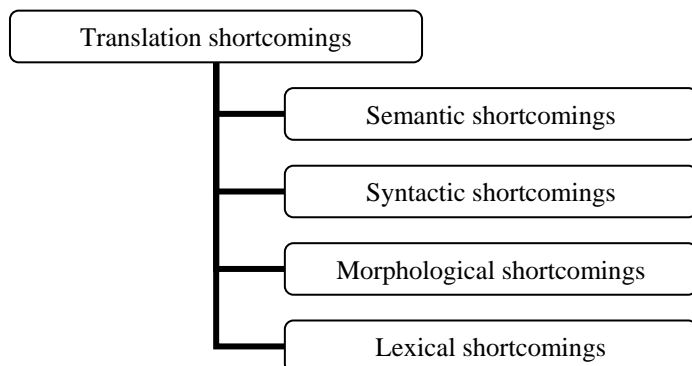 Translation shortcomings
Semantic shortcomings
Syntactic shortcomings
Morphological shortcomings
Lexical shortcomings